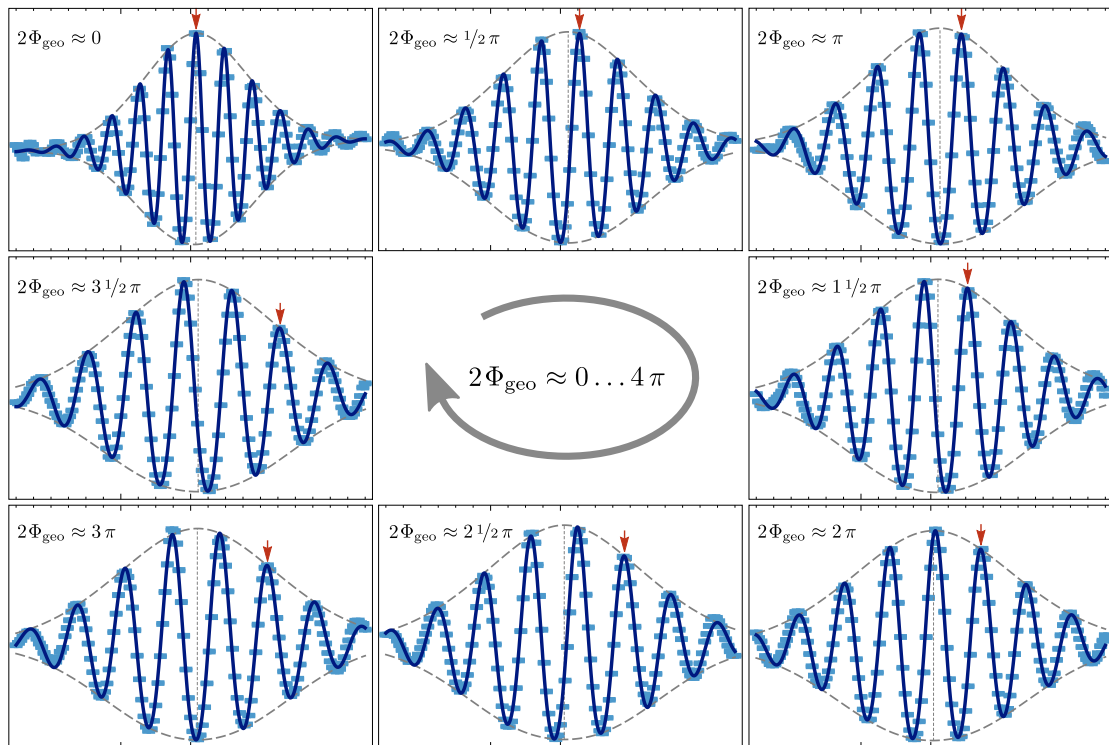 2Φgeo ≈ 0
2Φgeo ≈ 1/2 π
2Φgeo ≈ π
2Φgeo ≈ 3 1/2 π
2Φgeo ≈ 0 … 4 π
2Φgeo ≈ 1 1/2 π
2Φgeo ≈ 3 π
2Φgeo ≈ 2 1/2 π
2Φgeo ≈ 2 π